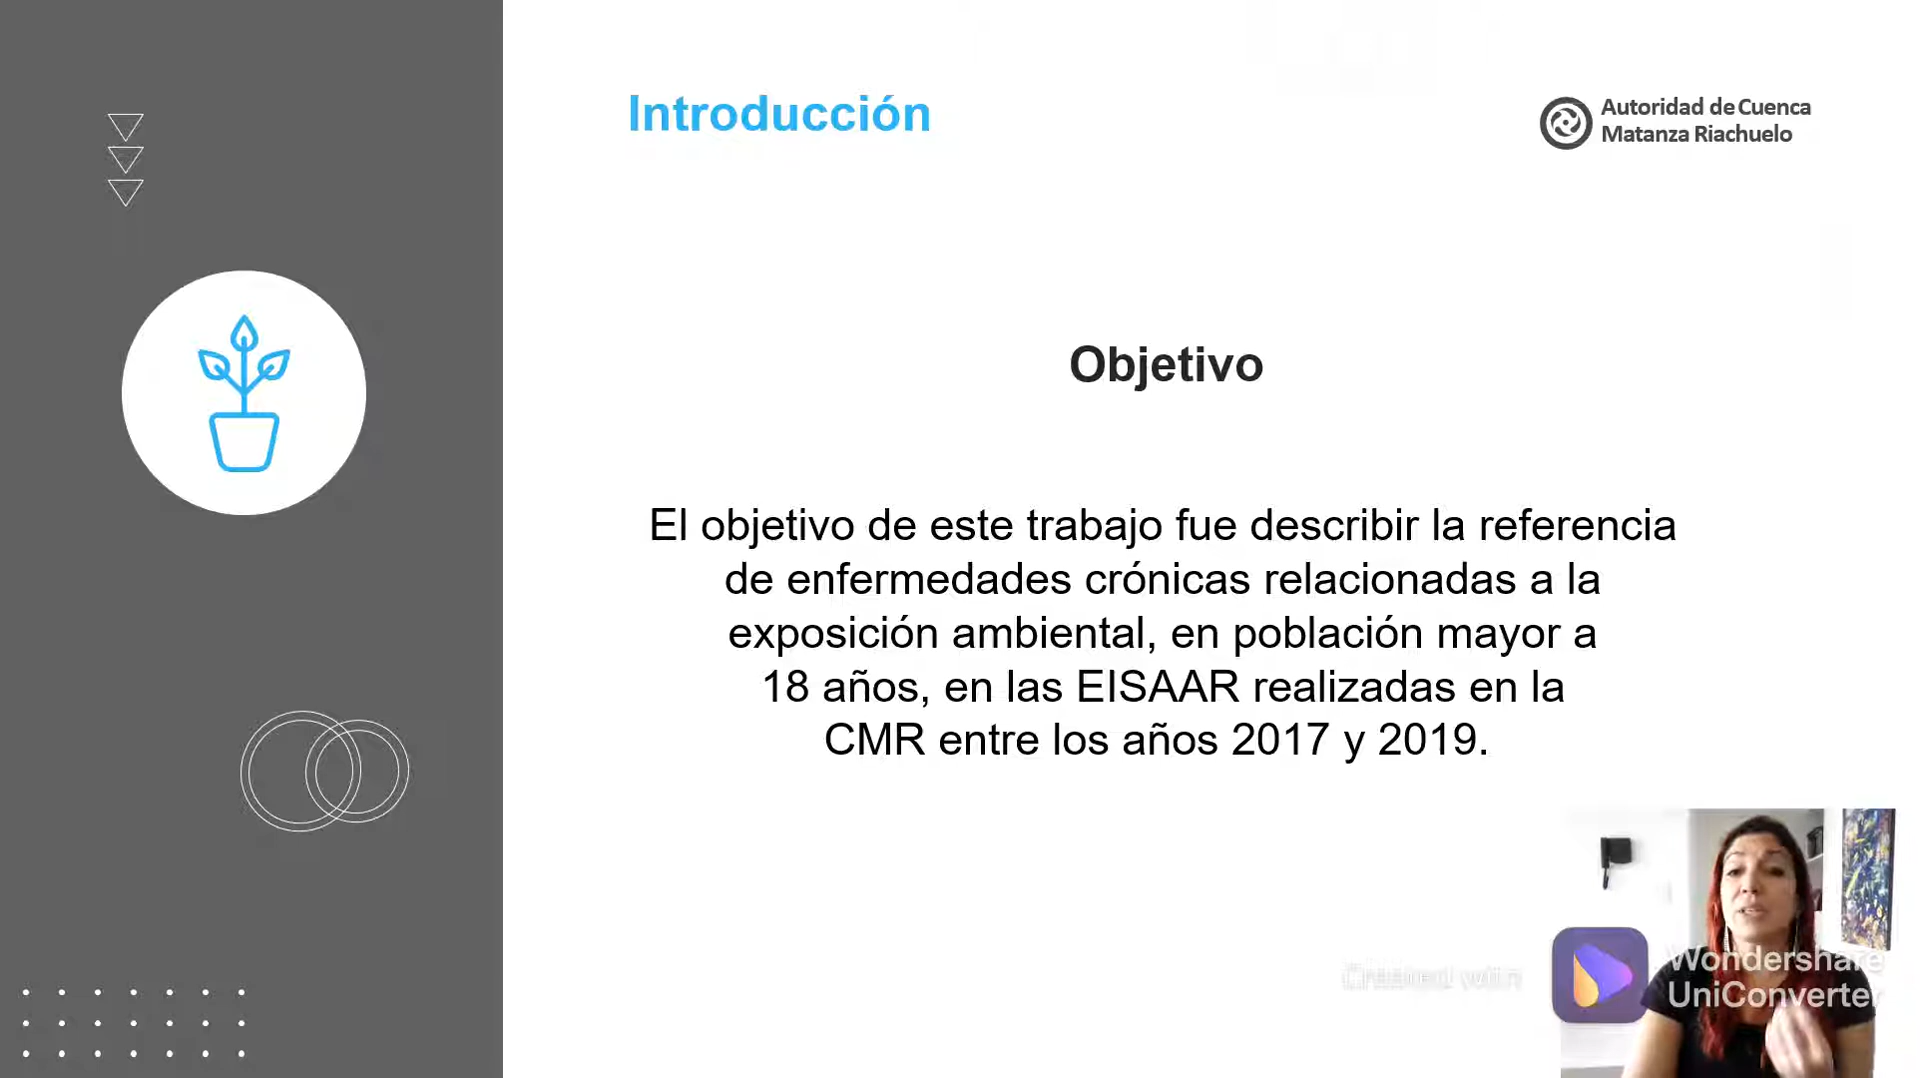 Introducción
Autoridad de Cuenca
Matanza Riachuelo
Objetivo
El objetivo de este trabajo fue describir la referencia
de enfermedades crónicas relacionadas a la
exposición ambiental, en población mayor a
18 años, en las EISAAR realizadas en la
CMR entre los años 2017 y 2019.
Created with
Wondershare
UniConverter